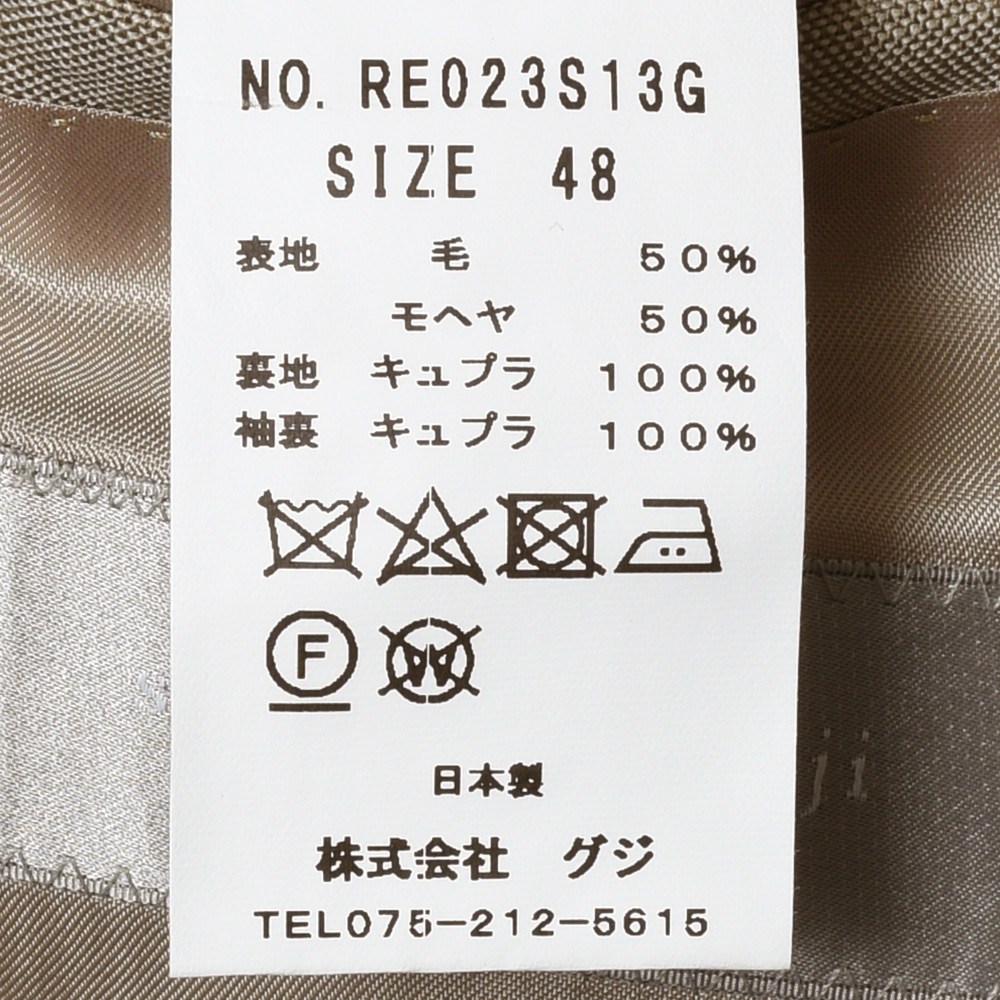 NO. RE023S13G
SIZE 48
表地 毛 50%
モヘヤ 50%
裏地 キュプラ 100%
袖裏 キュプラ 100%
F
W
日本製
株式会社 グジ
TEL075-212-5615
ji